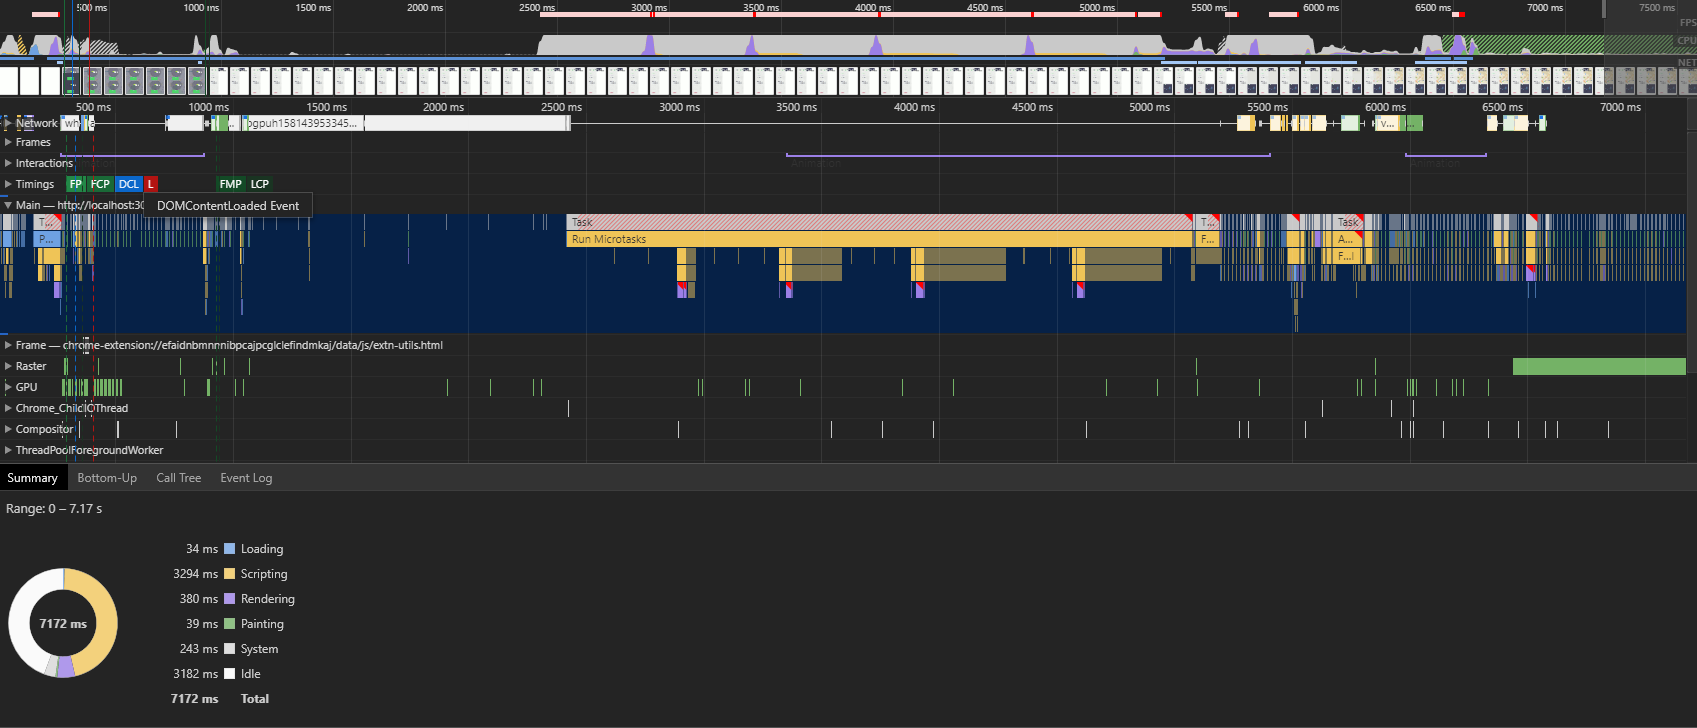 500 ms 1000 ms 1500 ms 2000 ms 2500 ms 3000 ms 3500 ms 4000 ms 4500 ms 5000 ms 5500 ms 6000 ms 6500 ms 7000 ms 7500 ms
FPS
CPU
NET
500 ms 1000 ms 1500 ms 2000 ms 2500 ms 3000 ms 3500 ms 4000 ms 4500 ms 5000 ms 5500 ms 6000 ms 6500 ms 7000 ms
Network ogpuh158143953345... v... ...
Frames
Interactions Animation Animation
Timings FP FCP DCL L FMP LCP
Main — http://localhost:30 DOMContentLoaded Event
T... Task T... Task
P... Run Microtasks F... A...
F...l
Frame — chrome-extension://efaidnbmnnnibpcajpcglclefindmkaj/data/js/extn-utils.html
Raster
GPU
Chrome_ChildIOThread
Compositor
ThreadPoolForegroundWorker
Summary Bottom-Up Call Tree Event Log
Range: 0 – 7.17 s
34 ms Loading
3294 ms Scripting
380 ms Rendering
7172 ms
39 ms Painting
243 ms System
3182 ms Idle
7172 ms Total